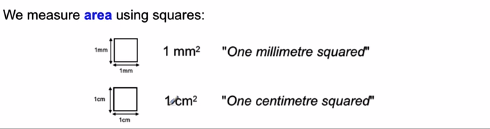 We measure area using squares:
1mm 1 mm² "One millimetre squared"
1mm
1cm 1 cm² "One centimetre squared"
1cm